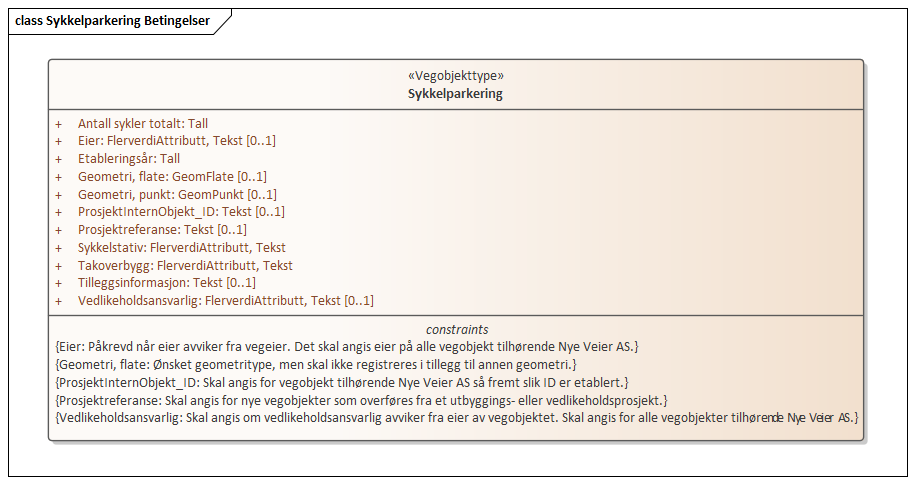 class Sykkelparkering Betingelser
«Vegobjekttype»
Sykkelparkering
+ Antall sykler totalt: Tall
+ Eier: FlerverdiAttributt, Tekst [0..1]
+ Etableringsår: Tall
+ Geometri, flate: GeomFlate [0..1]
+ Geometri, punkt: GeomPunkt [0..1]
+ ProsjektInternObjekt_ID: Tekst [0..1]
+ Prosjektreferanse: Tekst [0..1]
+ Sykkelstativ: FlerverdiAttributt, Tekst
+ Takoverbygg: FlerverdiAttributt, Tekst
+ Tilleggsinformasjon: Tekst [0..1]
+ Vedlikeholdsansvarlig: FlerverdiAttributt, Tekst [0..1]
constraints
{Eier: Påkrevd når eier avviker fra vegeier. Det skal angis eier på alle vegobjekt tilhørende Nye Veier AS.}
{Geometri, flate: Ønsket geometritype, men skal ikke registreres i tillegg til annen geometri.}
{ProsjektInternObjekt_ID: Skal angis for vegobjekt tilhørende Nye Veier AS så fremt slik ID er etablert.}
{Prosjektreferanse: Skal angis for nye vegobjekter som overføres fra et utbyggings- eller vedlikeholdsprosjekt.}
{Vedlikeholdsansvarlig: Skal angis om vedlikeholdsansvarlig avviker fra eier av vegobjektet. Skal angis for alle vegobjekter tilhørende Nye Veier AS.}